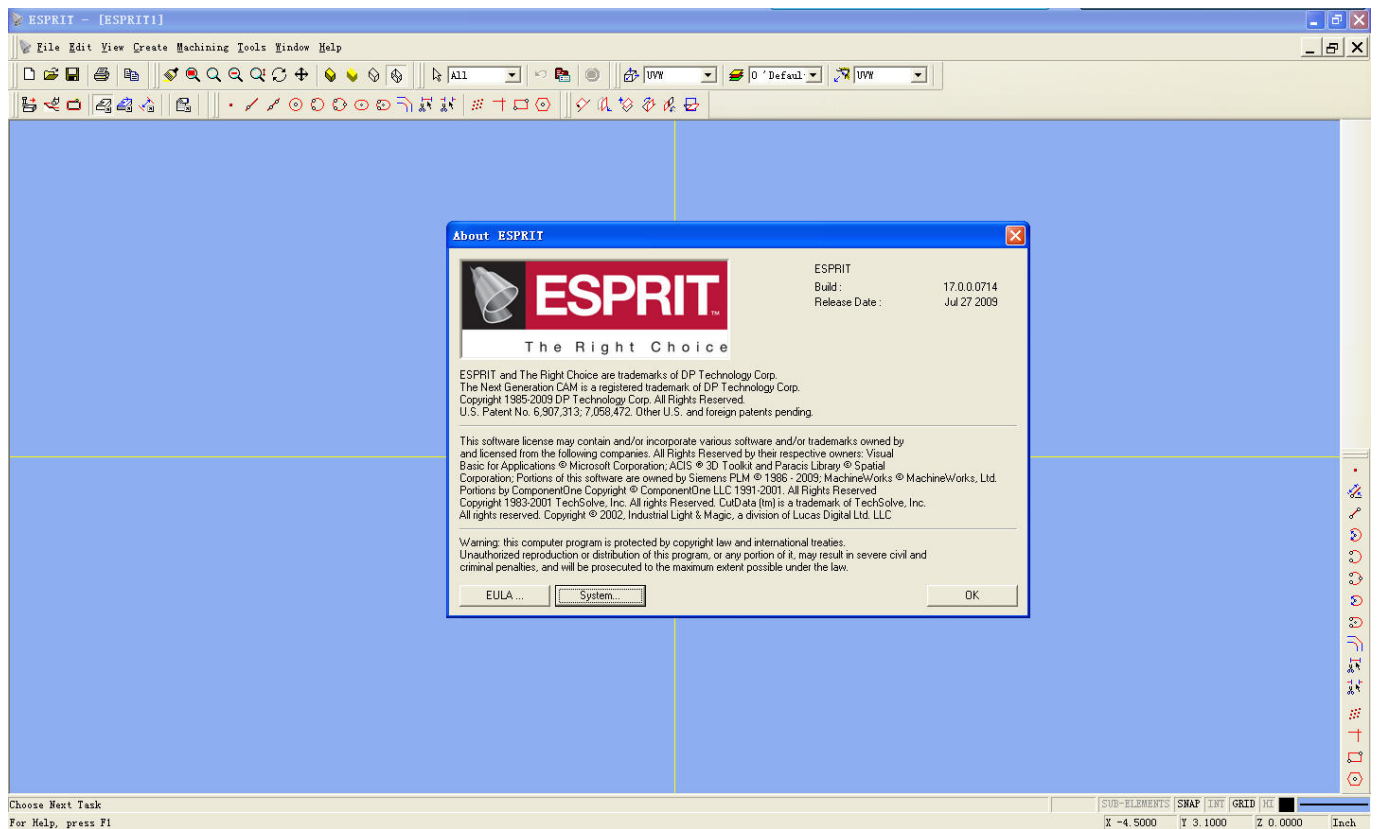 ESPRIT - [ESPRIT1]
File Edit View Create Machining Tools Window Help
All UVW 0 'Defaul UVW
About ESPRIT
ESPRIT
Build : 17.0.0.0714
Release Date : Jul 27 2009
ESPRIT™
The Right Choice
ESPRIT and The Right Choice are trademarks of DP Technology Corp.
The Next Generation CAM is a registered trademark of DP Technology Corp.
Copyright 1985-2009 DP Technology Corp. All Rights Reserved.
U.S. Patent No. 6,907,313; 7,058,472. Other U.S. and foreign patents pending.
This software license may contain and/or incorporate various software and/or trademarks owned by
and licensed from the following companies. All Rights Reserved by their respective owners: Visual
Basic for Applications © Microsoft Corporation; ACIS ® 3D Toolkit and Paracis Library © Spatial
Corporation; Portions of this software are owned by Siemens PLM © 1986 - 2009; MachineWorks © MachineWorks, Ltd.
Portions by ComponentOne Copyright © ComponentOne LLC 1991-2001. All Rights Reserved
Copyright 1983-2001 TechSolve, Inc. All rights Reserved. CutData (tm) is a trademark of TechSolve, Inc.
All rights reserved. Copyright © 2002, Industrial Light & Magic, a division of Lucas Digital Ltd. LLC
Warning: this computer program is protected by copyright law and international treaties.
Unauthorized reproduction or distribution of this program, or any portion of it, may result in severe civil and
criminal penalties, and will be prosecuted to the maximum extent possible under the law.
EULA ... System... OK
Choose Next Task SUB-ELEMENTS SNAP INT GRID HI
For Help, press F1 X -4.5000 Y 3.1000 Z 0.0000 Inch